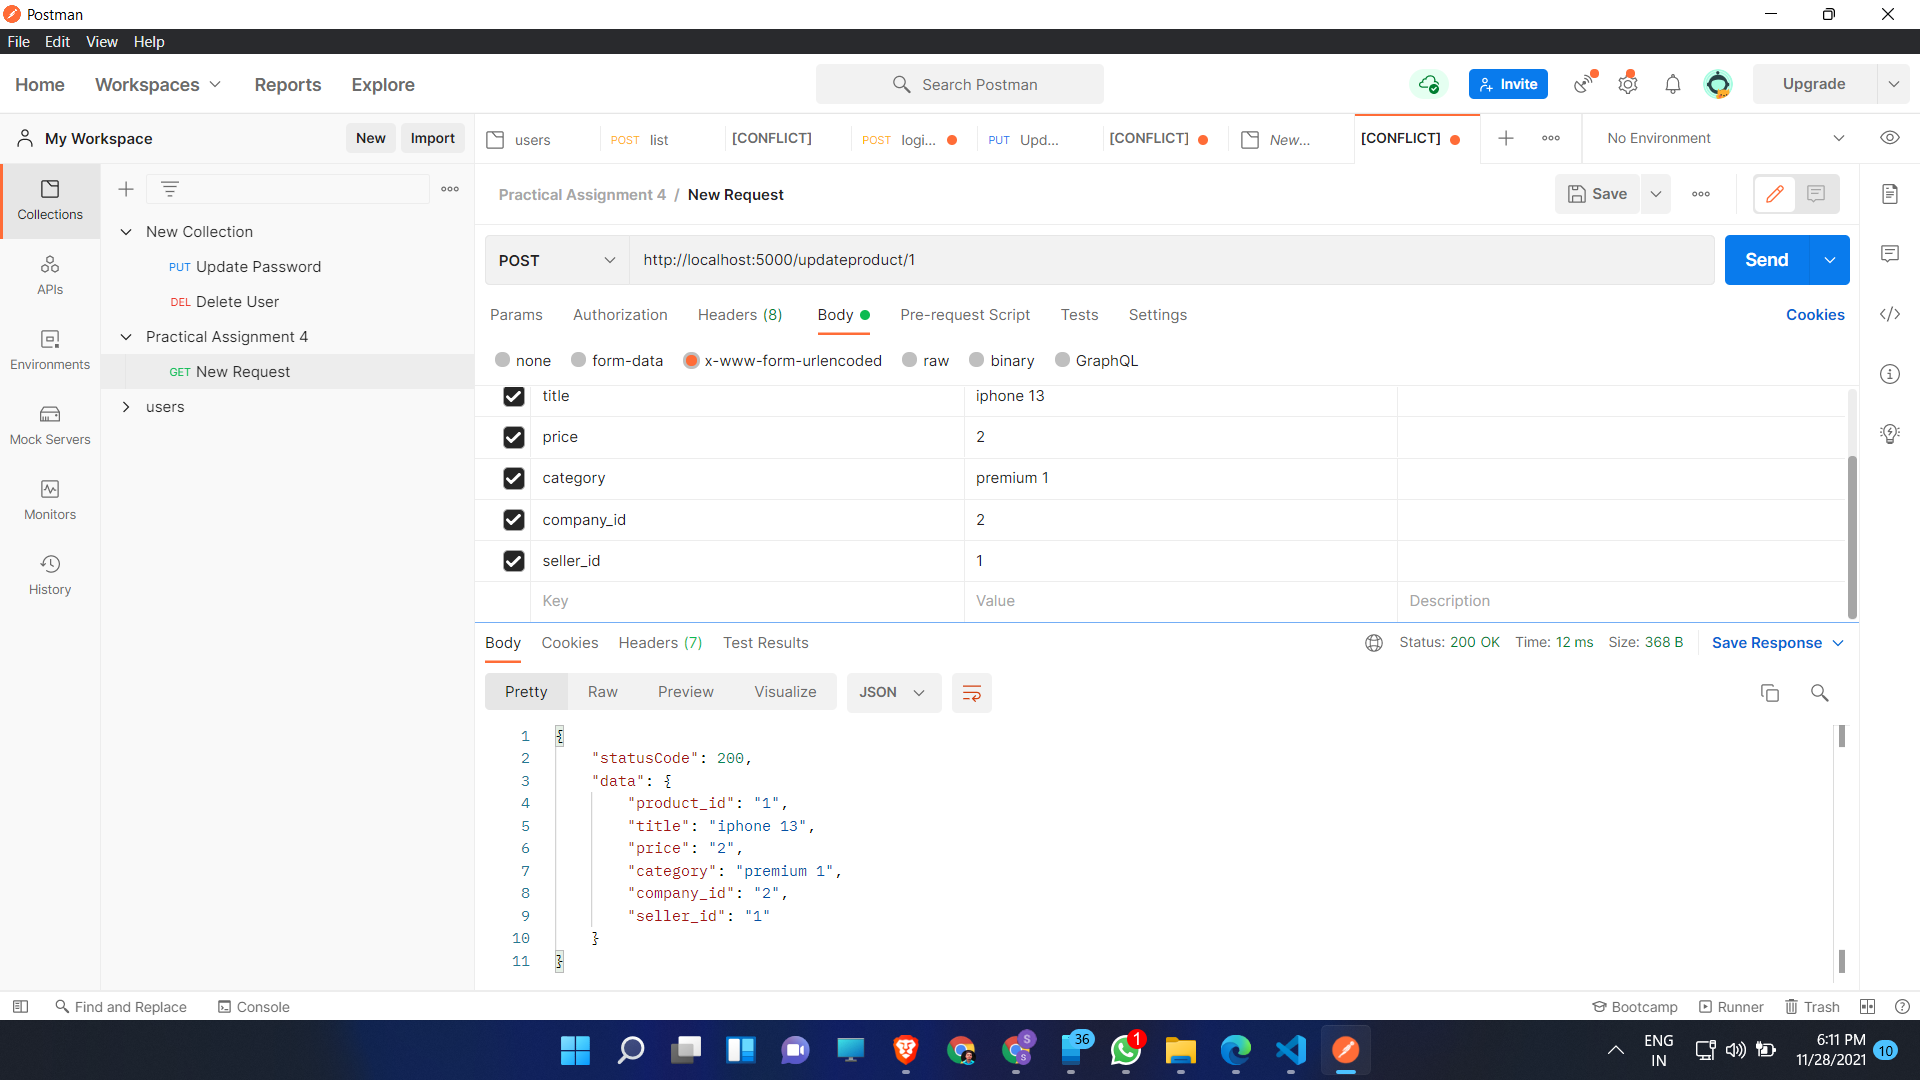 Postman
File Edit View Help
Home Workspaces Reports Explore
Search Postman
Invite
Upgrade
My Workspace
New Import
users
POST list
[CONFLICT]
POST logi...
PUT Upd...
[CONFLICT]
New...
[CONFLICT]
No Environment
Collections
APIs
Environments
Mock Servers
Monitors
History
New Collection
PUT Update Password
DEL Delete User
Practical Assignment 4
GET New Request
users
Practical Assignment 4 / New Request
Save
POST http://localhost:5000/updateproduct/1
Send
Params Authorization Headers (8) Body Pre-request Script Tests Settings Cookies
none form-data x-www-form-urlencoded raw binary GraphQL
title iphone 13
price 2
category premium 1
company_id 2
seller_id 1
Key Value Description
Body Cookies Headers (7) Test Results
Status: 200 OK Time: 12 ms Size: 368 B Save Response
Pretty Raw Preview Visualize JSON
1 {
2 "statusCode": 200,
3 "data": {
4 "product_id": "1",
5 "title": "iphone 13",
6 "price": "2",
7 "category": "premium 1",
8 "company_id": "2",
9 "seller_id": "1"
10 }
11 }
Find and Replace Console
Bootcamp Runner Trash
S
S
36
1
ENG
IN
6:11 PM
11/28/2021
10